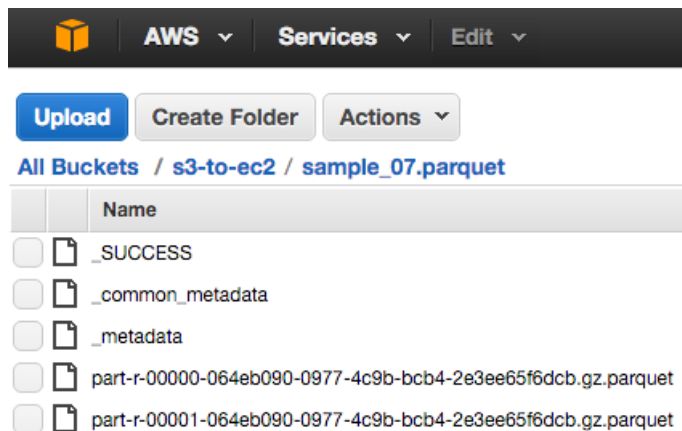 AWS Services Edit
Upload Create Folder Actions
All Buckets / s3-to-ec2 / sample_07.parquet
Name
_SUCCESS
_common_metadata
_metadata
part-r-00000-064eb090-0977-4c9b-bcb4-2e3ee65f6dcb.gz.parquet
part-r-00001-064eb090-0977-4c9b-bcb4-2e3ee65f6dcb.gz.parquet